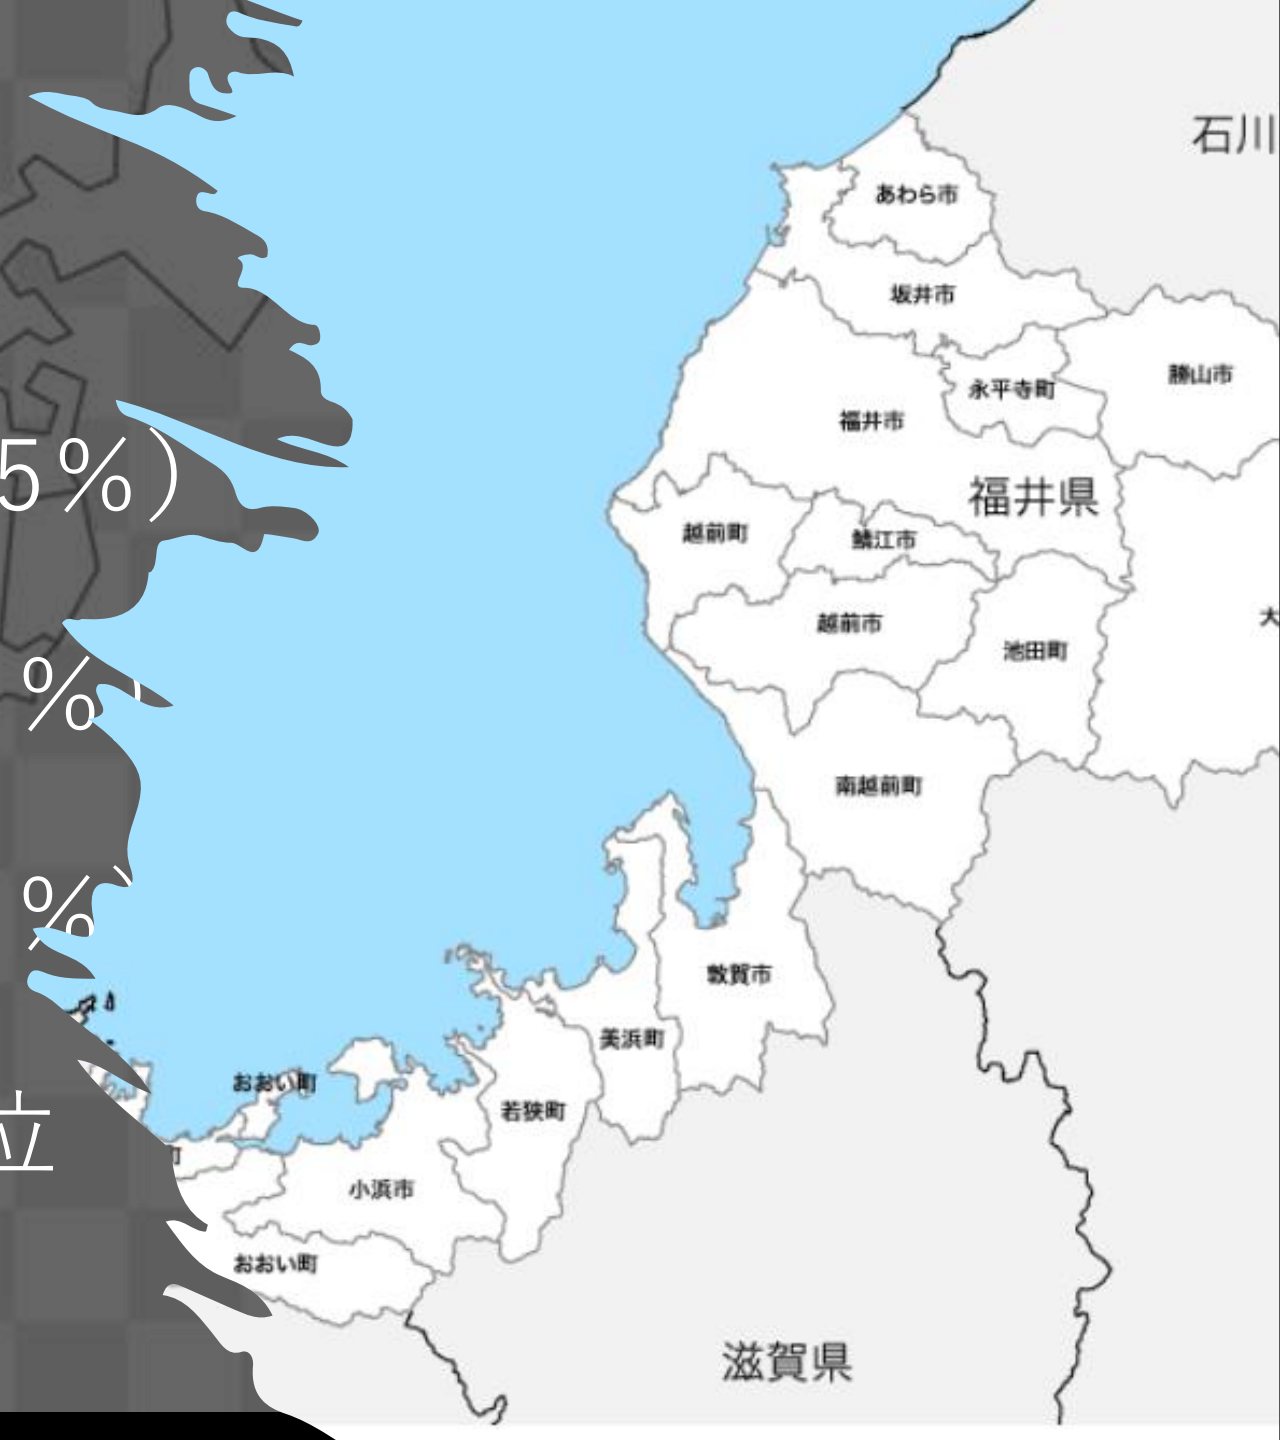 石川
あわら市
坂井市
勝山市
永平寺町
福井市
5%)
福井県
越前町
鯖江市
大
越前市
池田町
%)
南越前町
%)
敦賀市
美浜町
おおい町
若狭町
立
町
小浜市
おおい町
滋賀県